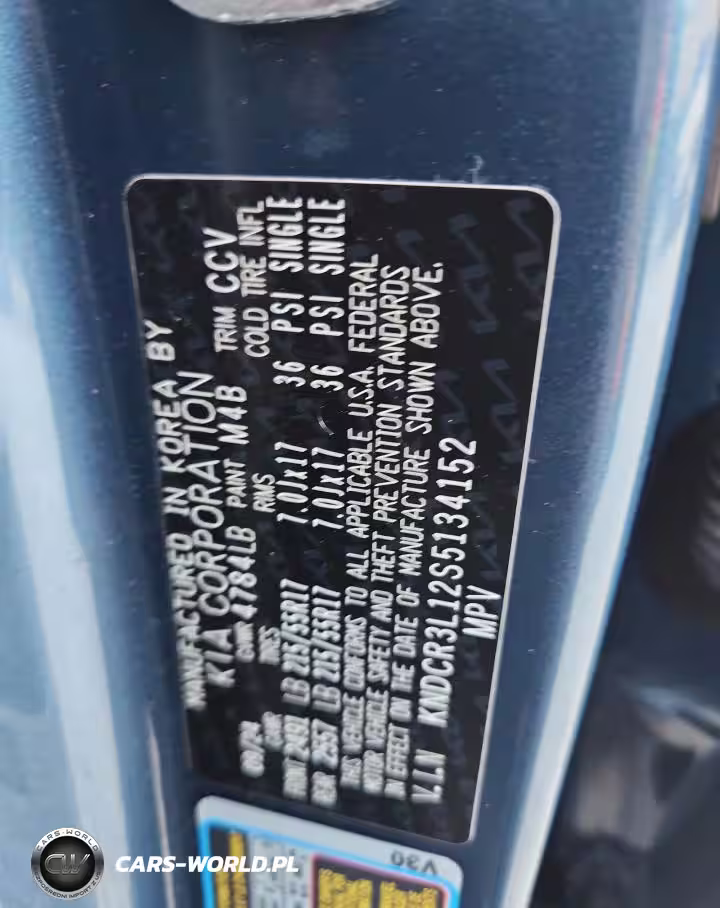 MANUFACTURED IN KOREA BY
KIA CORPORATION
GVWR 4784LB PAINT M4B TRIM CCV
GAWR TIRES RIMS COLD TIRE INFL
FRONT 2491 LB 215/55R17 7.0Jx17 36 PSI SINGLE
REAR 2557 LB 215/55R17 7.0Jx17 36 PSI SINGLE
THIS VEHICLE CONFORMS TO ALL APPLICABLE U.S.A. FEDERAL
MOTOR VEHICLE SAFETY AND THEFT PREVENTION STANDARDS
IN EFFECT ON THE DATE OF MANUFACTURE SHOWN ABOVE.
V.I.N KNDCR3L12S5134152
MPV
V30
CARS-WORLD
CW
CARS-WORLD.PL